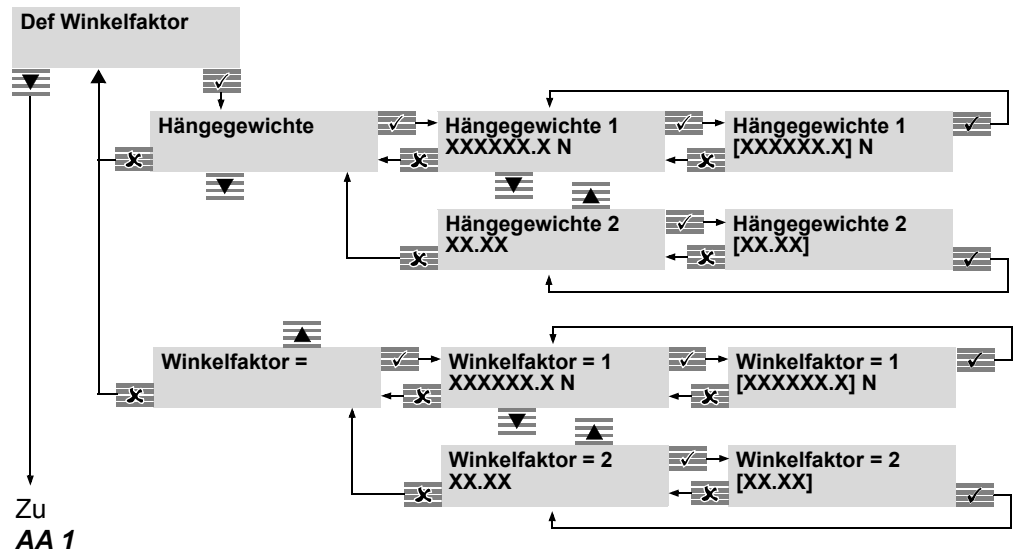 Def Winkelfaktor
Hängegewichte
Hängegewichte 1
XXXXXX.X N
Hängegewichte 1
[XXXXXX.X] N
Hängegewichte 2
XX.XX
Hängegewichte 2
[XX.XX]
Winkelfaktor =
Winkelfaktor = 1
XXXXXX.X N
Winkelfaktor = 1
[XXXXXX.X] N
Winkelfaktor = 2
XX.XX
Winkelfaktor = 2
[XX.XX]
Zu
AA 1